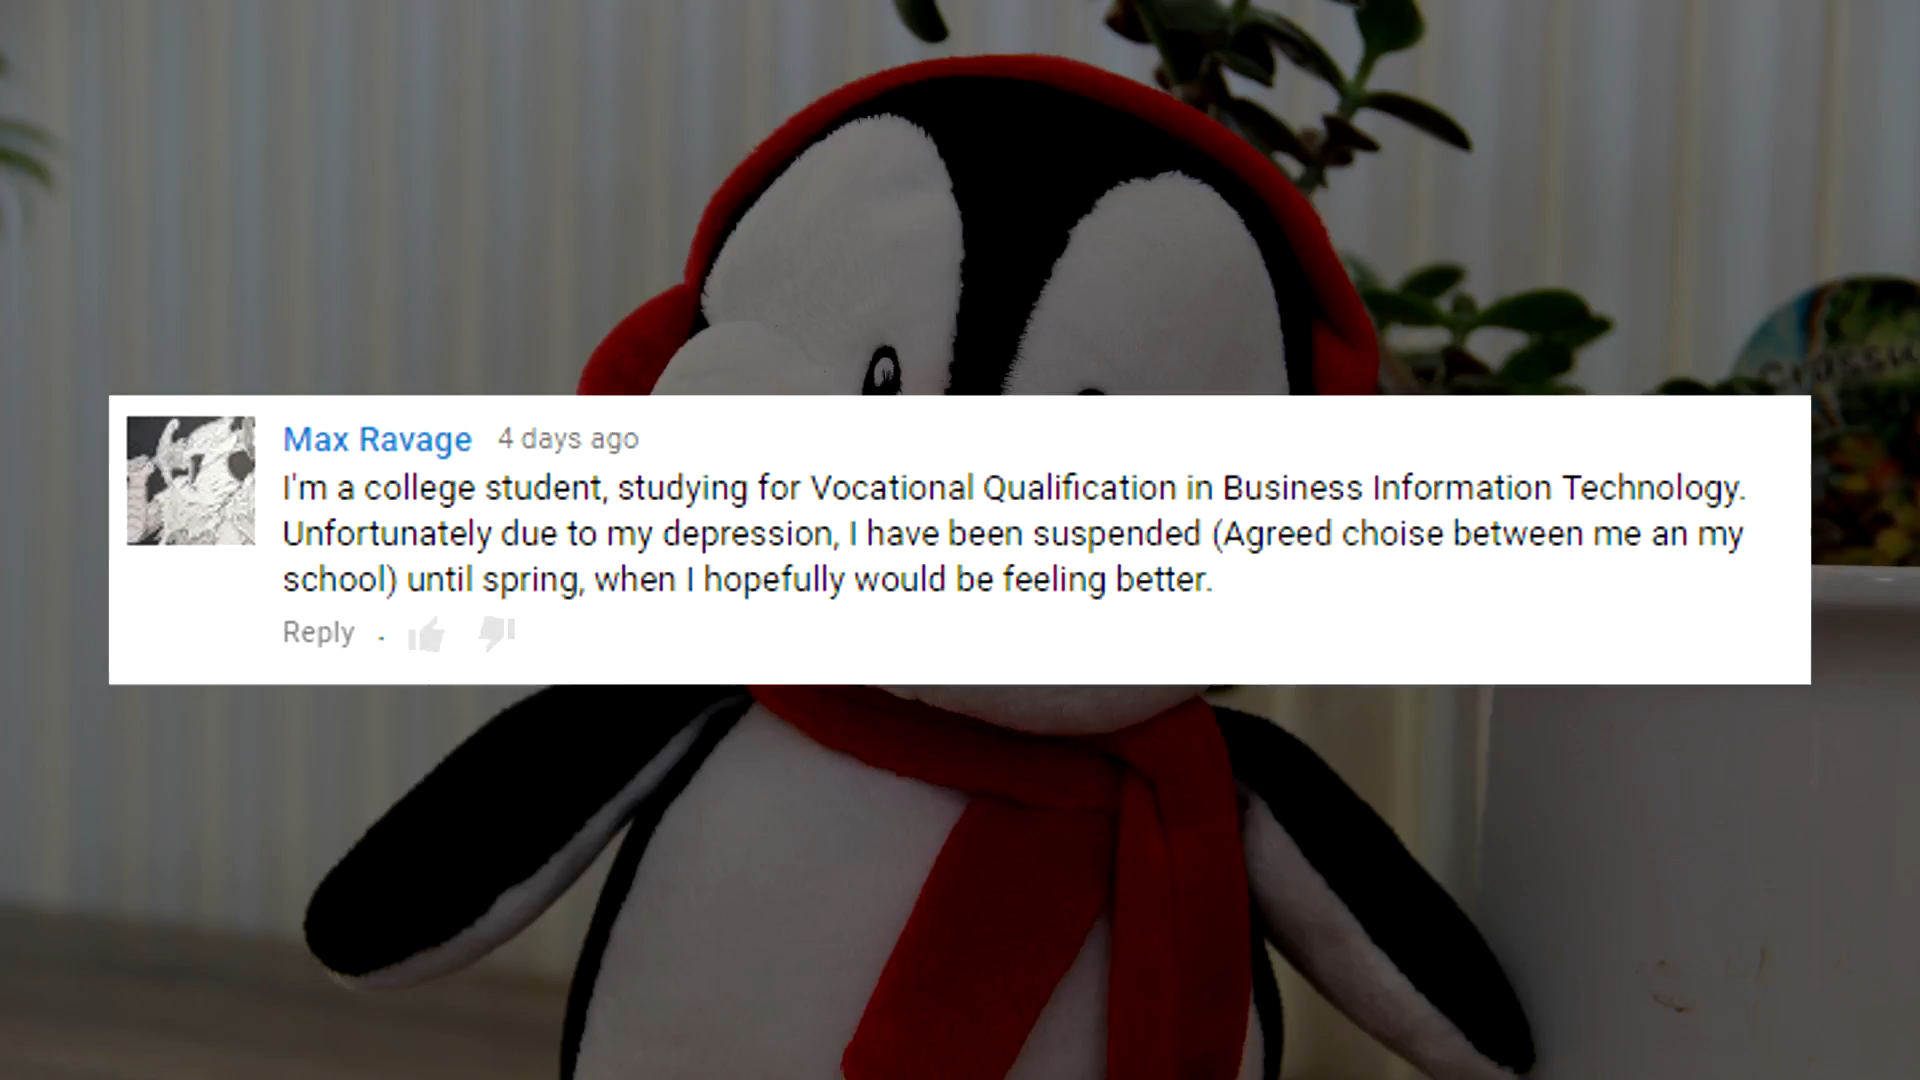 Max Ravage 4 days ago
I'm a college student, studying for Vocational Qualification in Business Information Technology.
Unfortunately due to my depression, I have been suspended (Agreed choise between me an my
school) until spring, when I hopefully would be feeling better.
Reply .